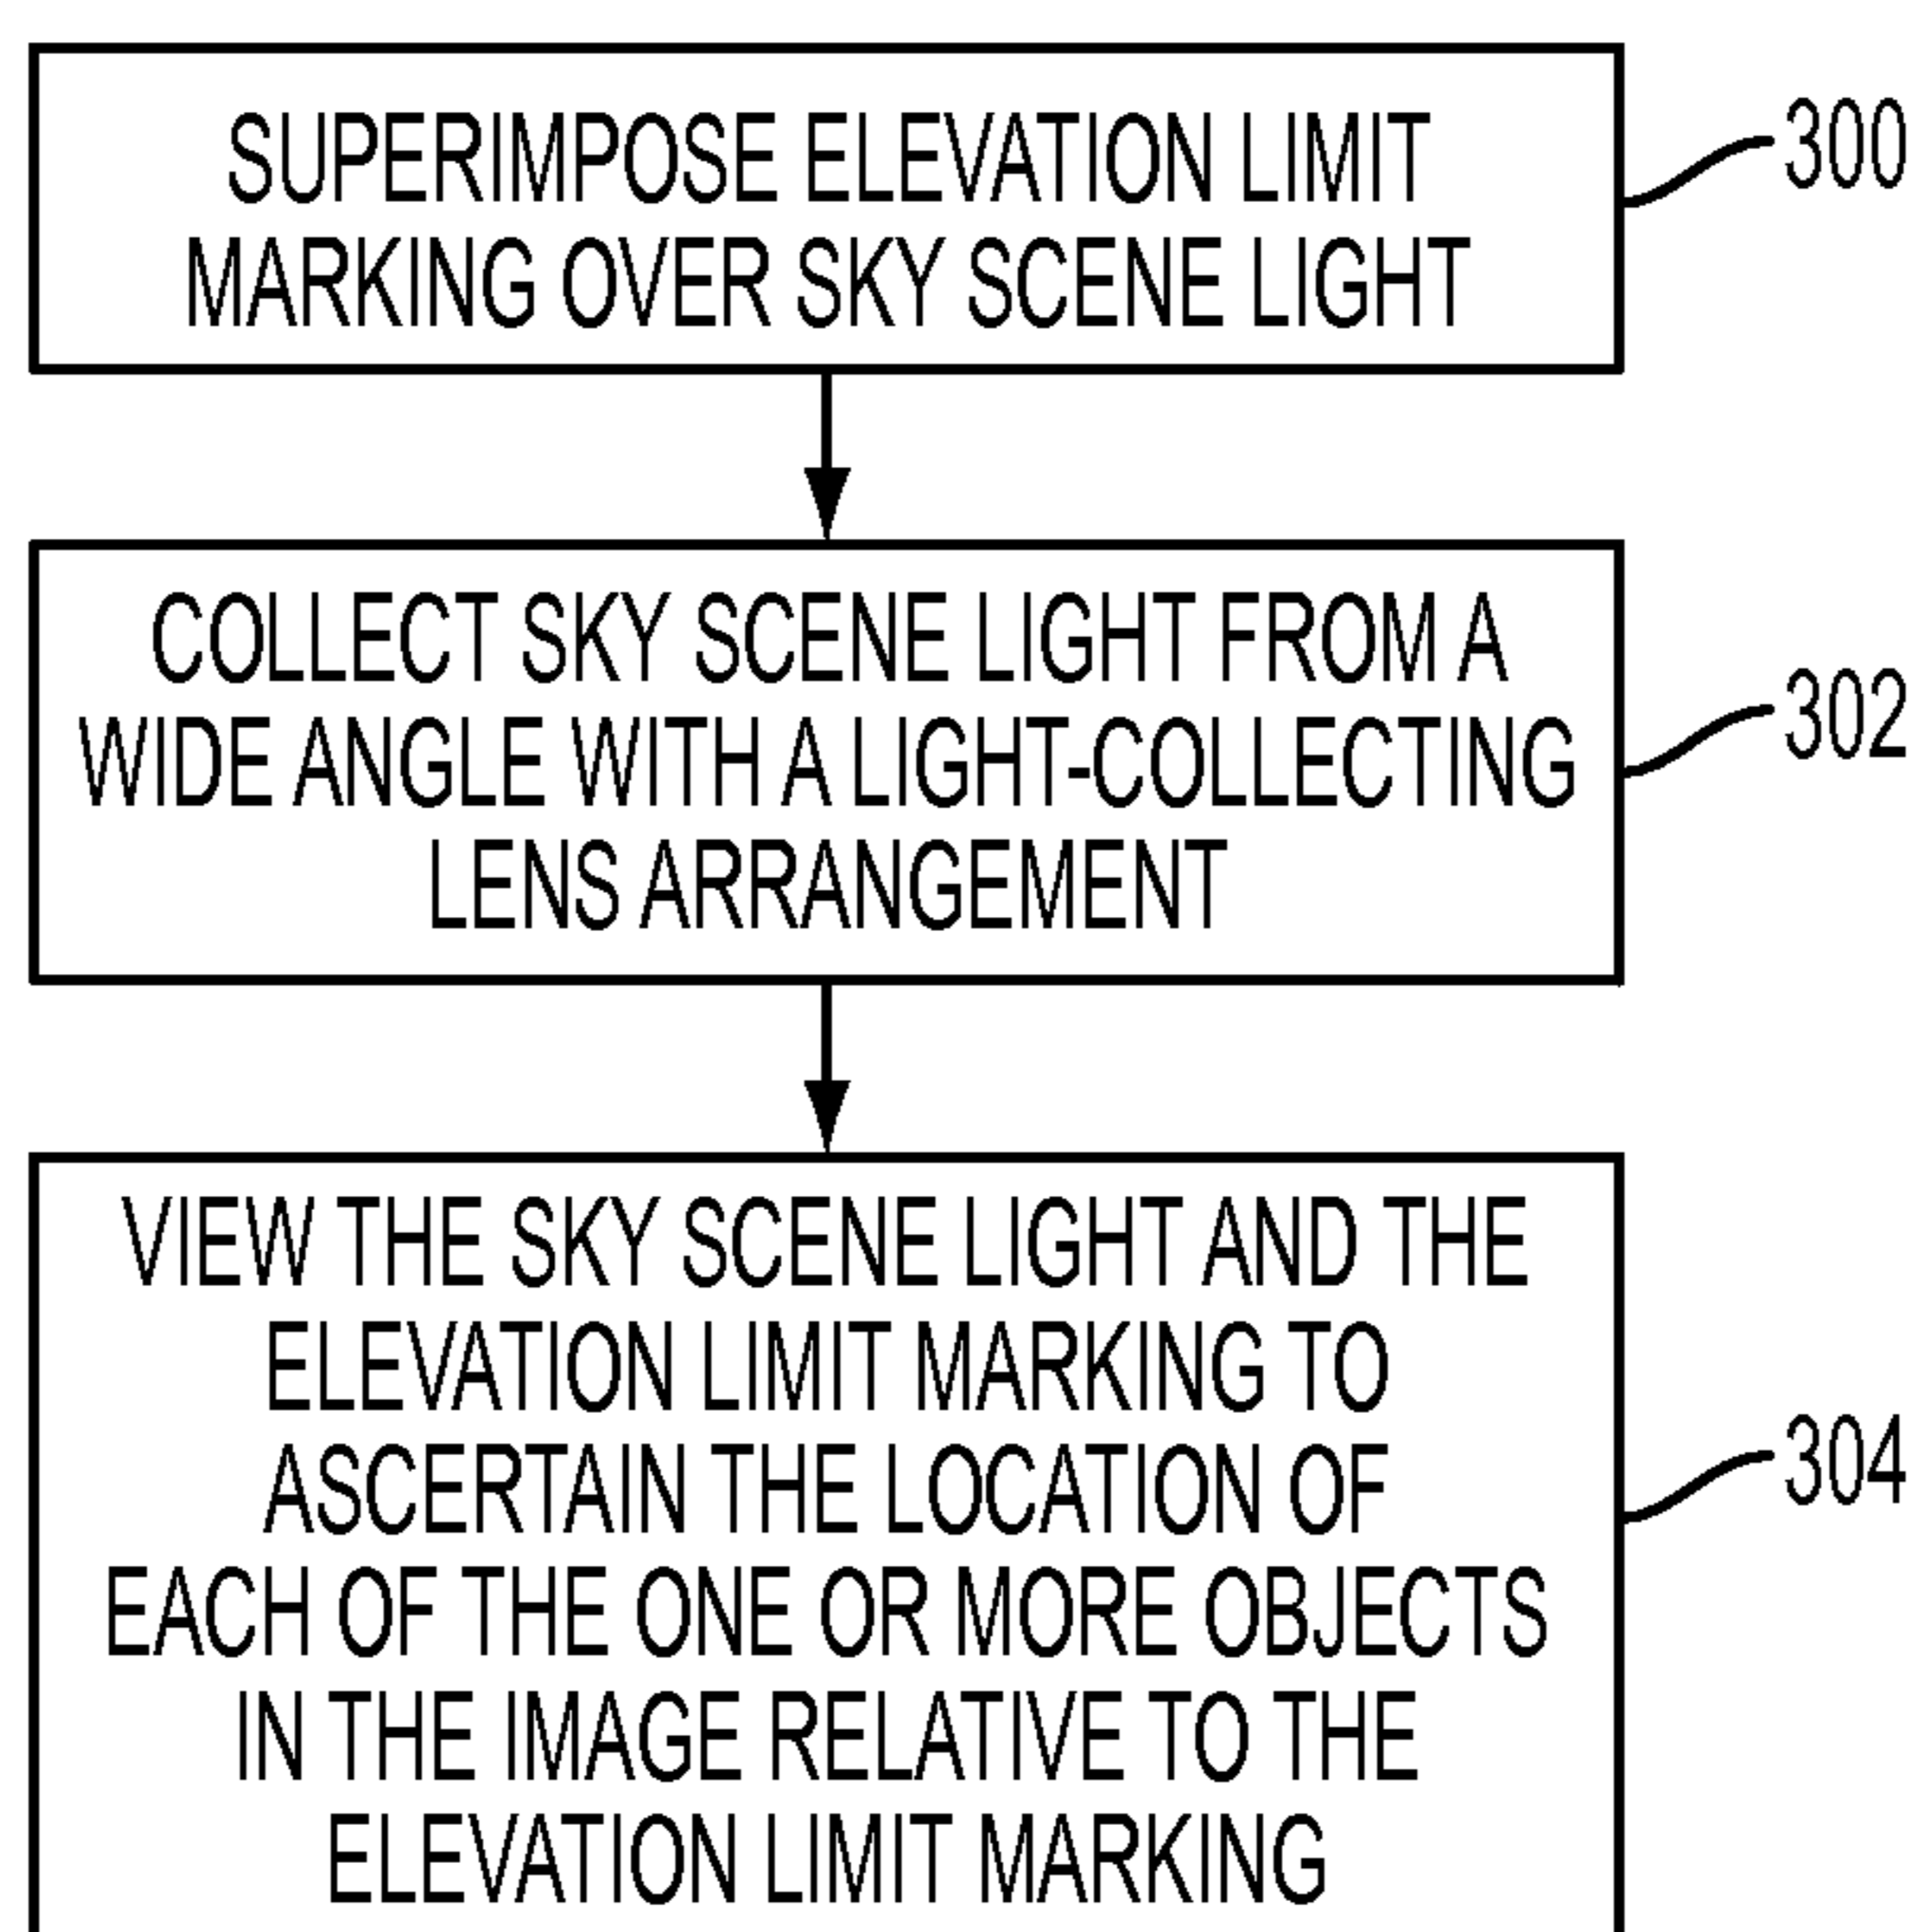 SUPERIMPOSE ELEVATION LIMIT
MARKING OVER SKY SCENE LIGHT
300
COLLECT SKY SCENE LIGHT FROM A
WIDE ANGLE WITH A LIGHT-COLLECTING
LENS ARRANGEMENT
302
VIEW THE SKY SCENE LIGHT AND THE
ELEVATION LIMIT MARKING TO
ASCERTAIN THE LOCATION OF
EACH OF THE ONE OR MORE OBJECTS
IN THE IMAGE RELATIVE TO THE
ELEVATION LIMIT MARKING
304